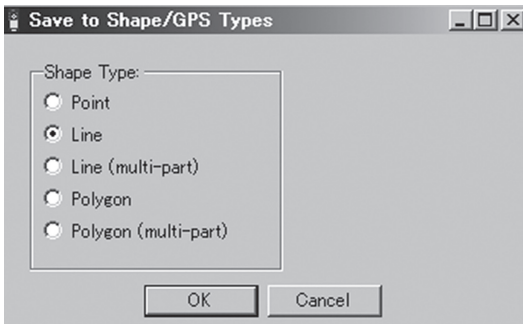 Save to Shape/GPS Types
Shape Type:
Point
Line
Line (multi-part)
Polygon
Polygon (multi-part)
OK
Cancel